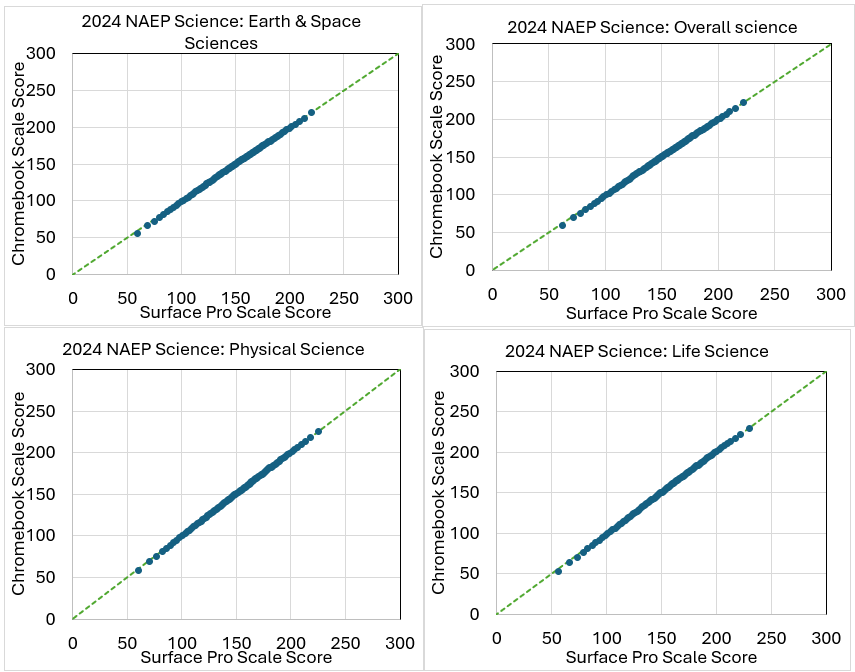 2024 NAEP Science: Earth & Space
Sciences
Chromebook Scale Score
300
250
200
150
100
50
0
0 50 100 150 200 250 300
Surface Pro Scale Score
2024 NAEP Science: Overall science
Chromebook Scale Score
300
250
200
150
100
50
0
0 50 100 150 200 250 300
Surface Pro Scale Score
2024 NAEP Science: Physical Science
Chromebook Scale Score
300
250
200
150
100
50
0
0 50 100 150 200 250 300
Surface Pro Scale Score
2024 NAEP Science: Life Science
Chromebook Scale Score
300
250
200
150
100
50
0
0 50 100 150 200 250 300
Surface Pro Scale Score